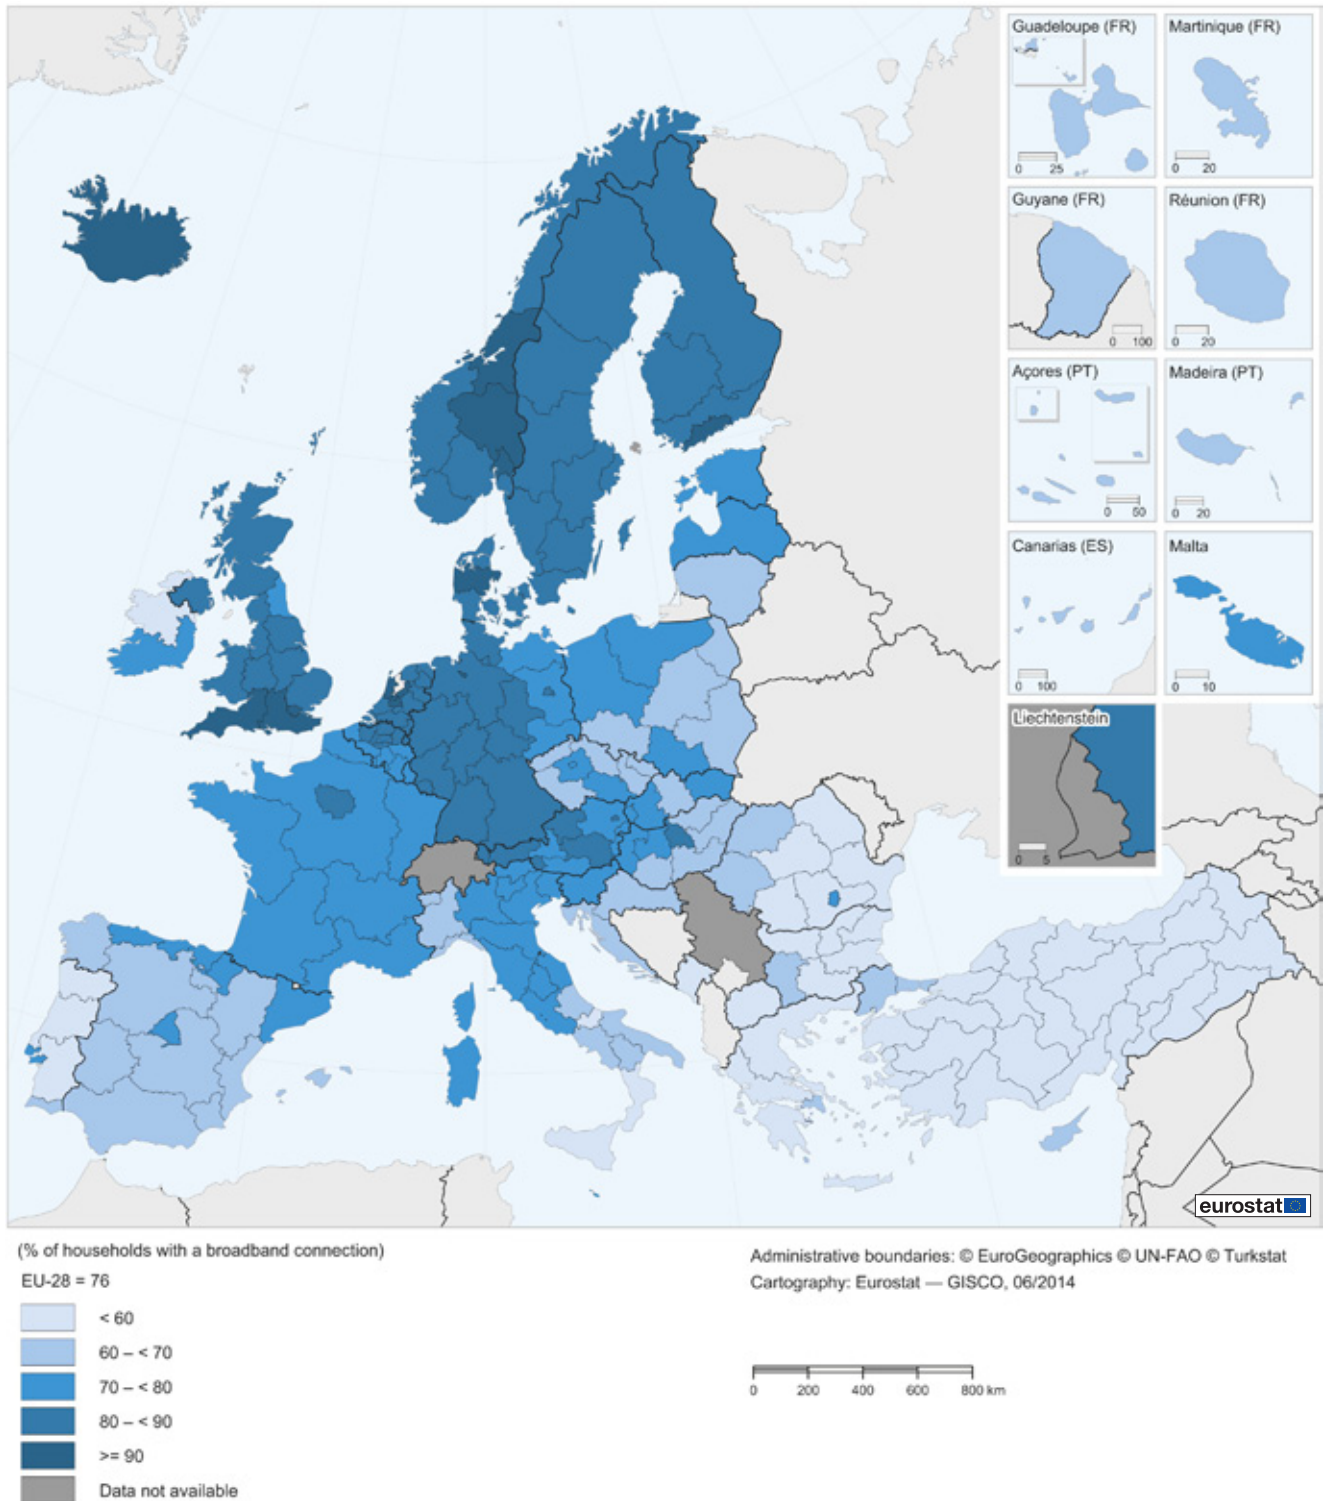 Guadeloupe (FR)
0 25
Martinique (FR)
0 20
Guyane (FR)
0 100
Réunion (FR)
0 20
Açores (PT)
0 50
Madeira (PT)
0 20
Canarias (ES)
0 100
Malta
0 10
Liechtenstein
0 5
eurostat
(% of households with a broadband connection)
EU-28 = 76
< 60
60 – < 70
70 – < 80
80 – < 90
>= 90
Data not available
Administrative boundaries: © EuroGeographics © UN-FAO © Turkstat
Cartography: Eurostat — GISCO, 06/2014
0 200 400 600 800 km